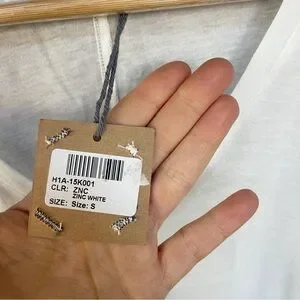 H1A-15K001
CLR: ZNC
ZINC WHITE
SIZE: Size: S